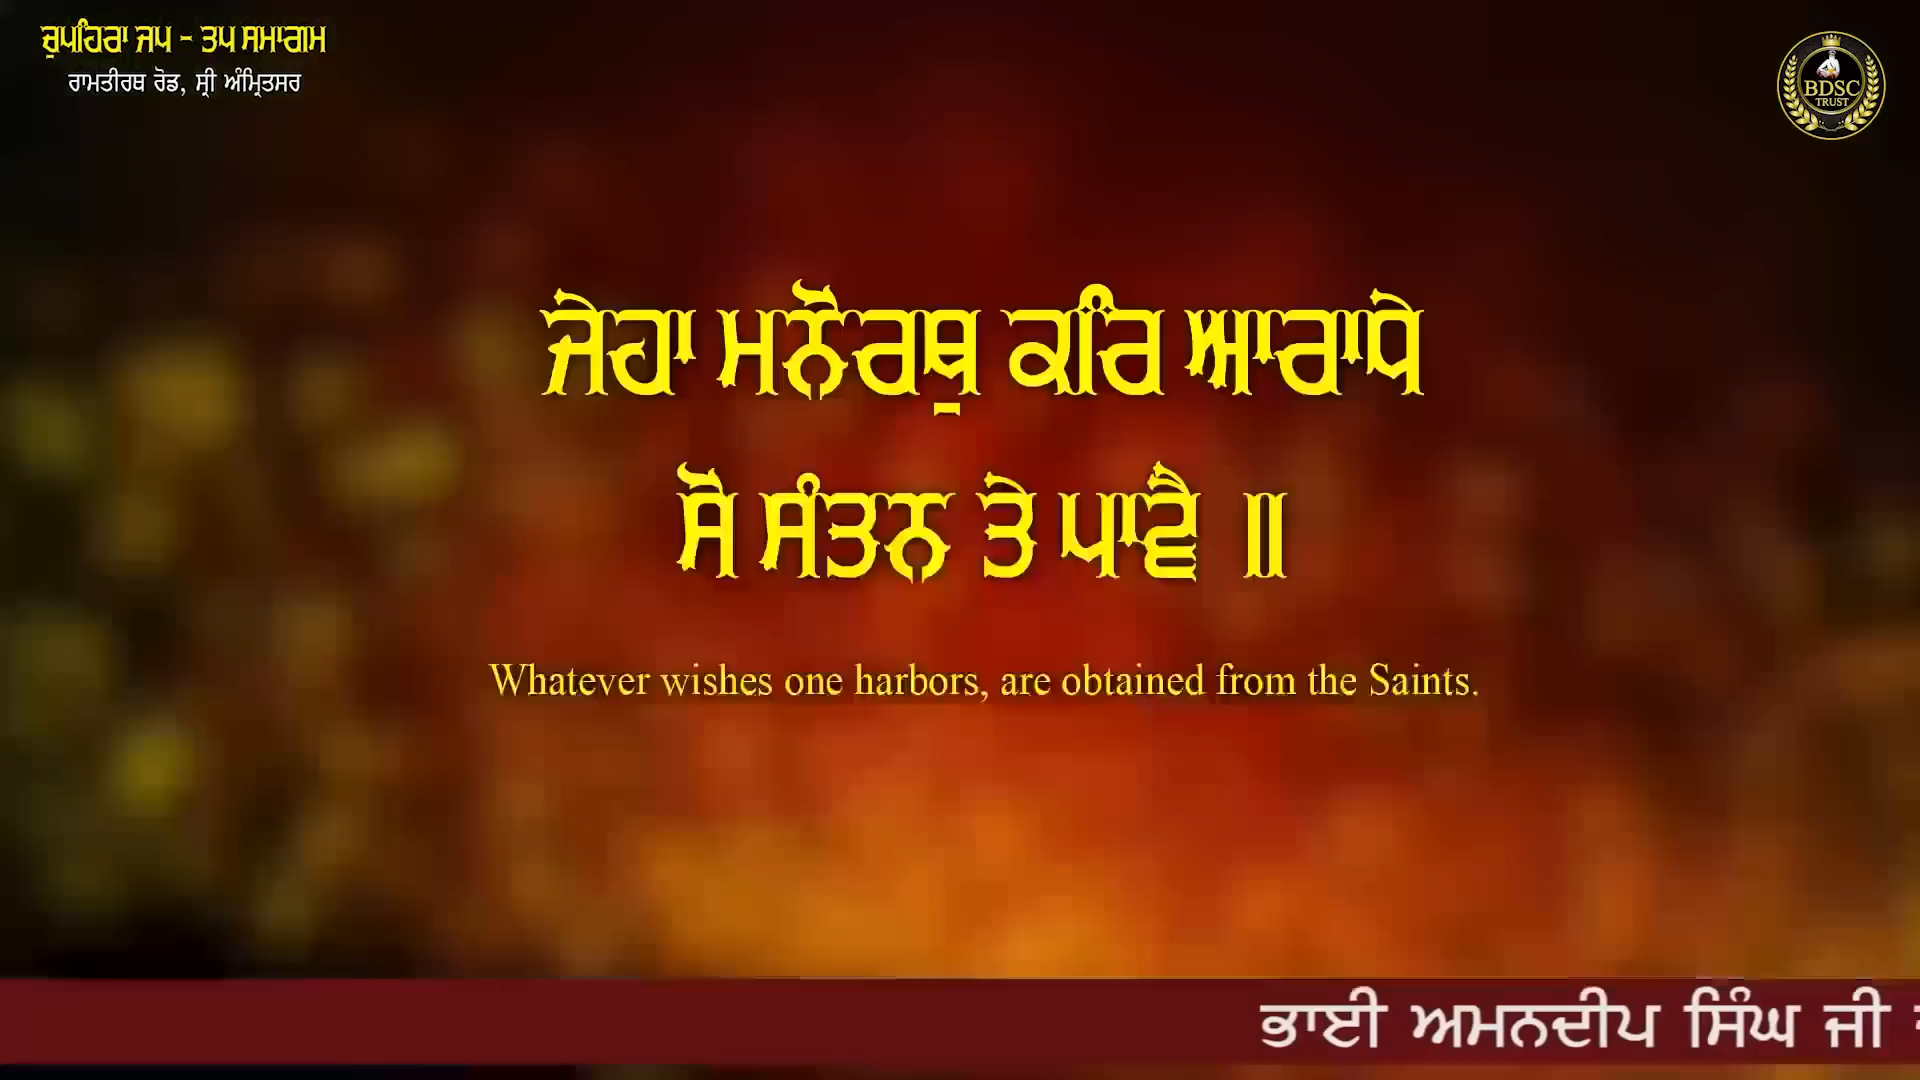 ਚੁਪਹਿਰਾ ਜਪ - ਤਪ ਸਮਾਗਮ
ਰਾਮਤੀਰਥ ਰੋਡ, ਸ੍ਰੀ ਅੰਮ੍ਰਿਤਸਰ
BDSC
TRUST
ਜੇਹਾ ਮਨੋਰਥੁ ਕਰਿ ਆਰਾਧੇ
ਸੋ ਸੰਤਨ ਤੇ ਪਾਵੈ ॥
Whatever wishes one harbors, are obtained from the Saints.
ਭਾਈ ਅਮਨਦੀਪ ਸਿੰਘ ਜੀ